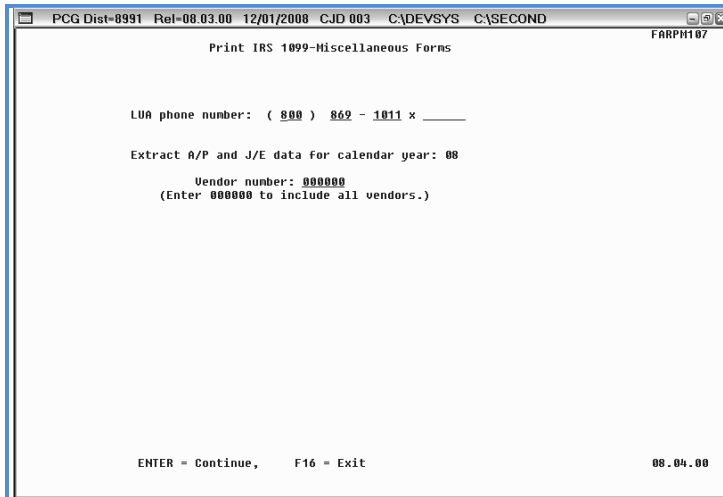 PCG Dist=8991 Rel=08.03.00 12/01/2008 CJD 003 C:\DEVSYS C:\SECOND
FARPM107
Print IRS 1099-Miscellaneous Forms
LUA phone number: ( 800 ) 869 - 1011 x ______
Extract A/P and J/E data for calendar year: 08
Vendor number: 000000
(Enter 000000 to include all vendors.)
ENTER = Continue, F16 = Exit 08.04.00